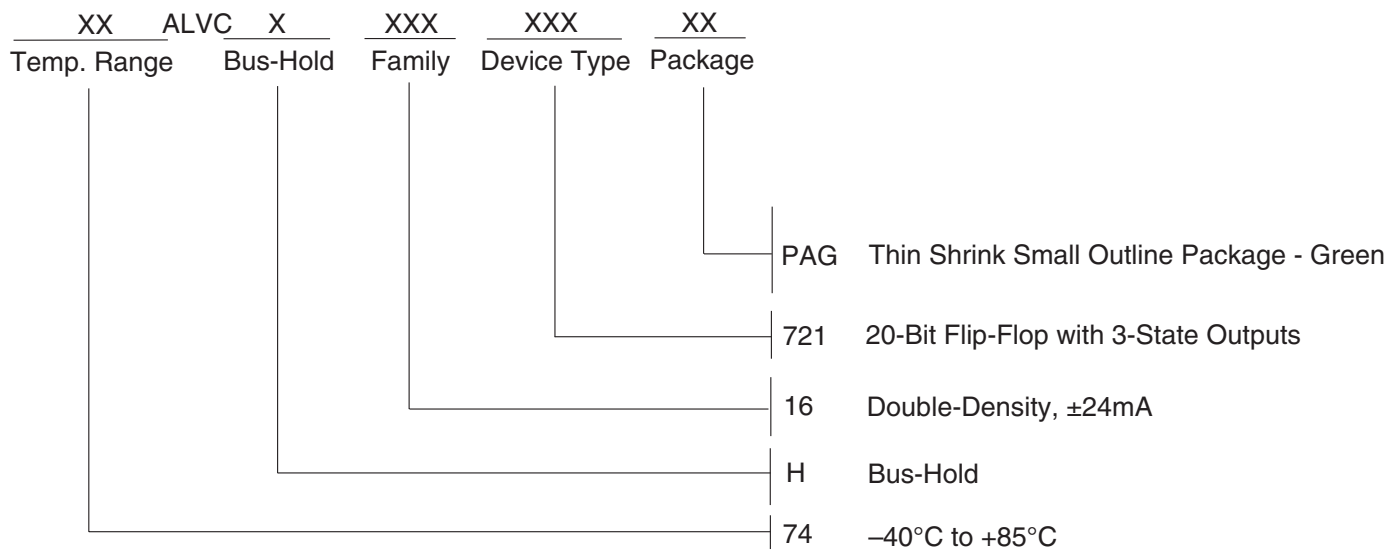 XX ALVC X XXX XXX XX
Temp. Range Bus-Hold Family Device Type Package
PAG Thin Shrink Small Outline Package - Green
721 20-Bit Flip-Flop with 3-State Outputs
16 Double-Density, ±24mA
H Bus-Hold
74 –40°C to +85°C